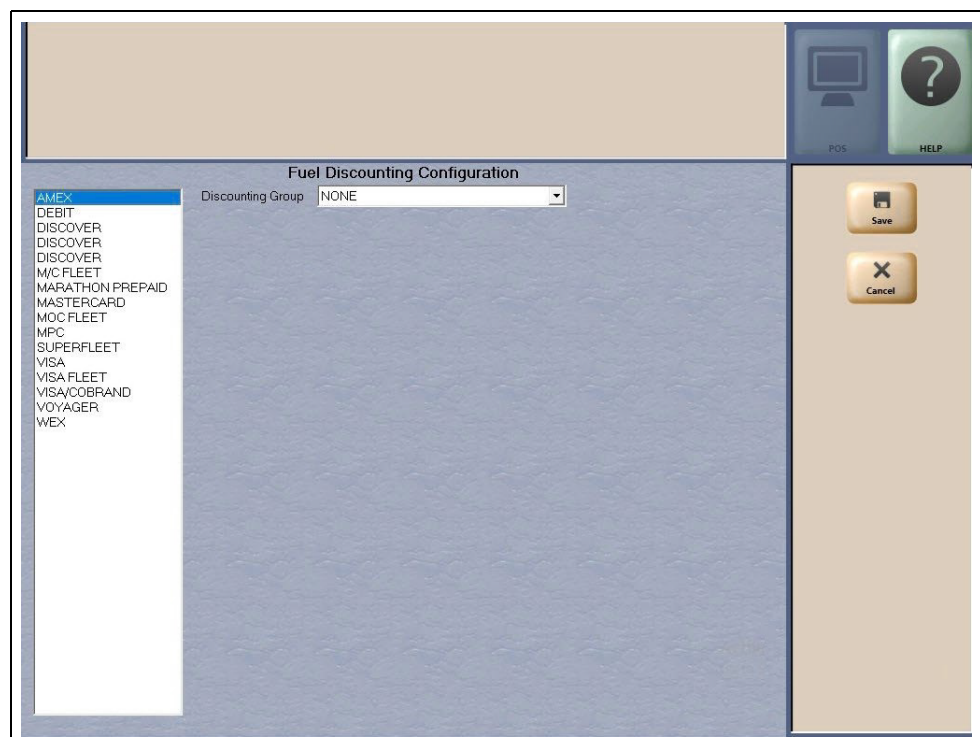 POS
HELP
Fuel Discounting Configuration
AMEX
DEBIT
DISCOVER
DISCOVER
DISCOVER
M/C FLEET
MARATHON PREPAID
MASTERCARD
MOC FLEET
MPC
SUPERFLEET
VISA
VISA FLEET
VISA/COBRAND
VOYAGER
WEX
Discounting Group NONE
Save
Cancel